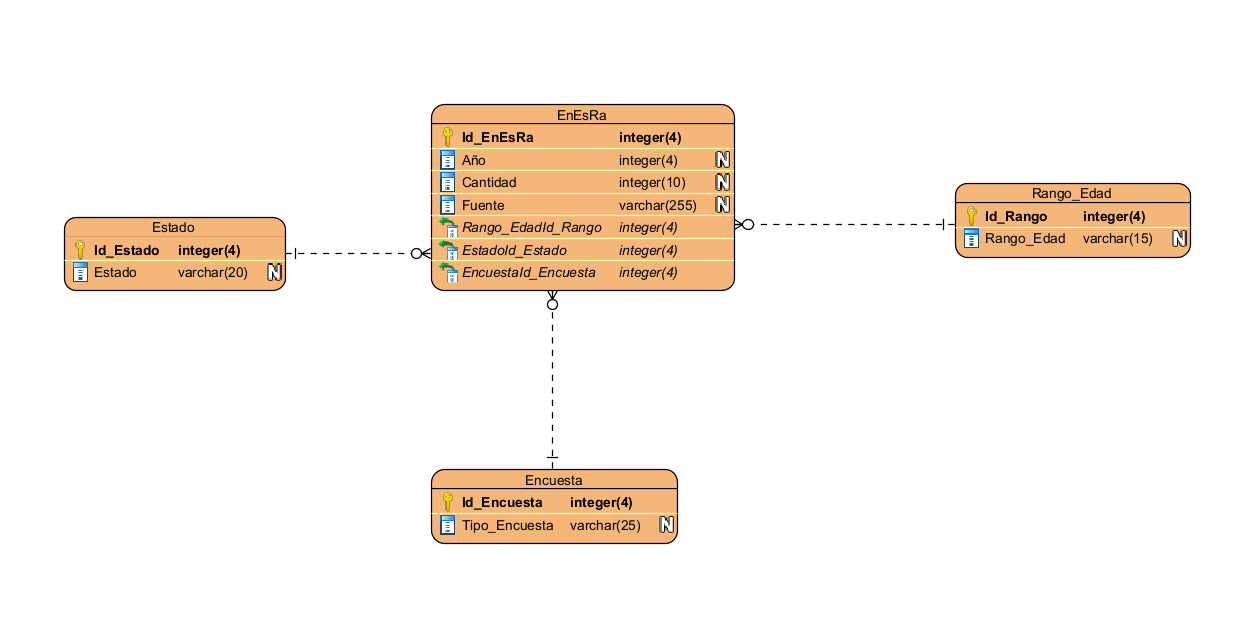 EnEsRa
Id_EnEsRa integer(4)
Año integer(4) N
Cantidad integer(10) N
Fuente varchar(255) N
Rango_EdadId_Rango integer(4)
EstadoId_Estado integer(4)
EncuestaId_Encuesta integer(4)
Estado
Id_Estado integer(4)
Estado varchar(20) N
Rango_Edad
Id_Rango integer(4)
Rango_Edad varchar(15) N
Encuesta
Id_Encuesta integer(4)
Tipo_Encuesta varchar(25) N